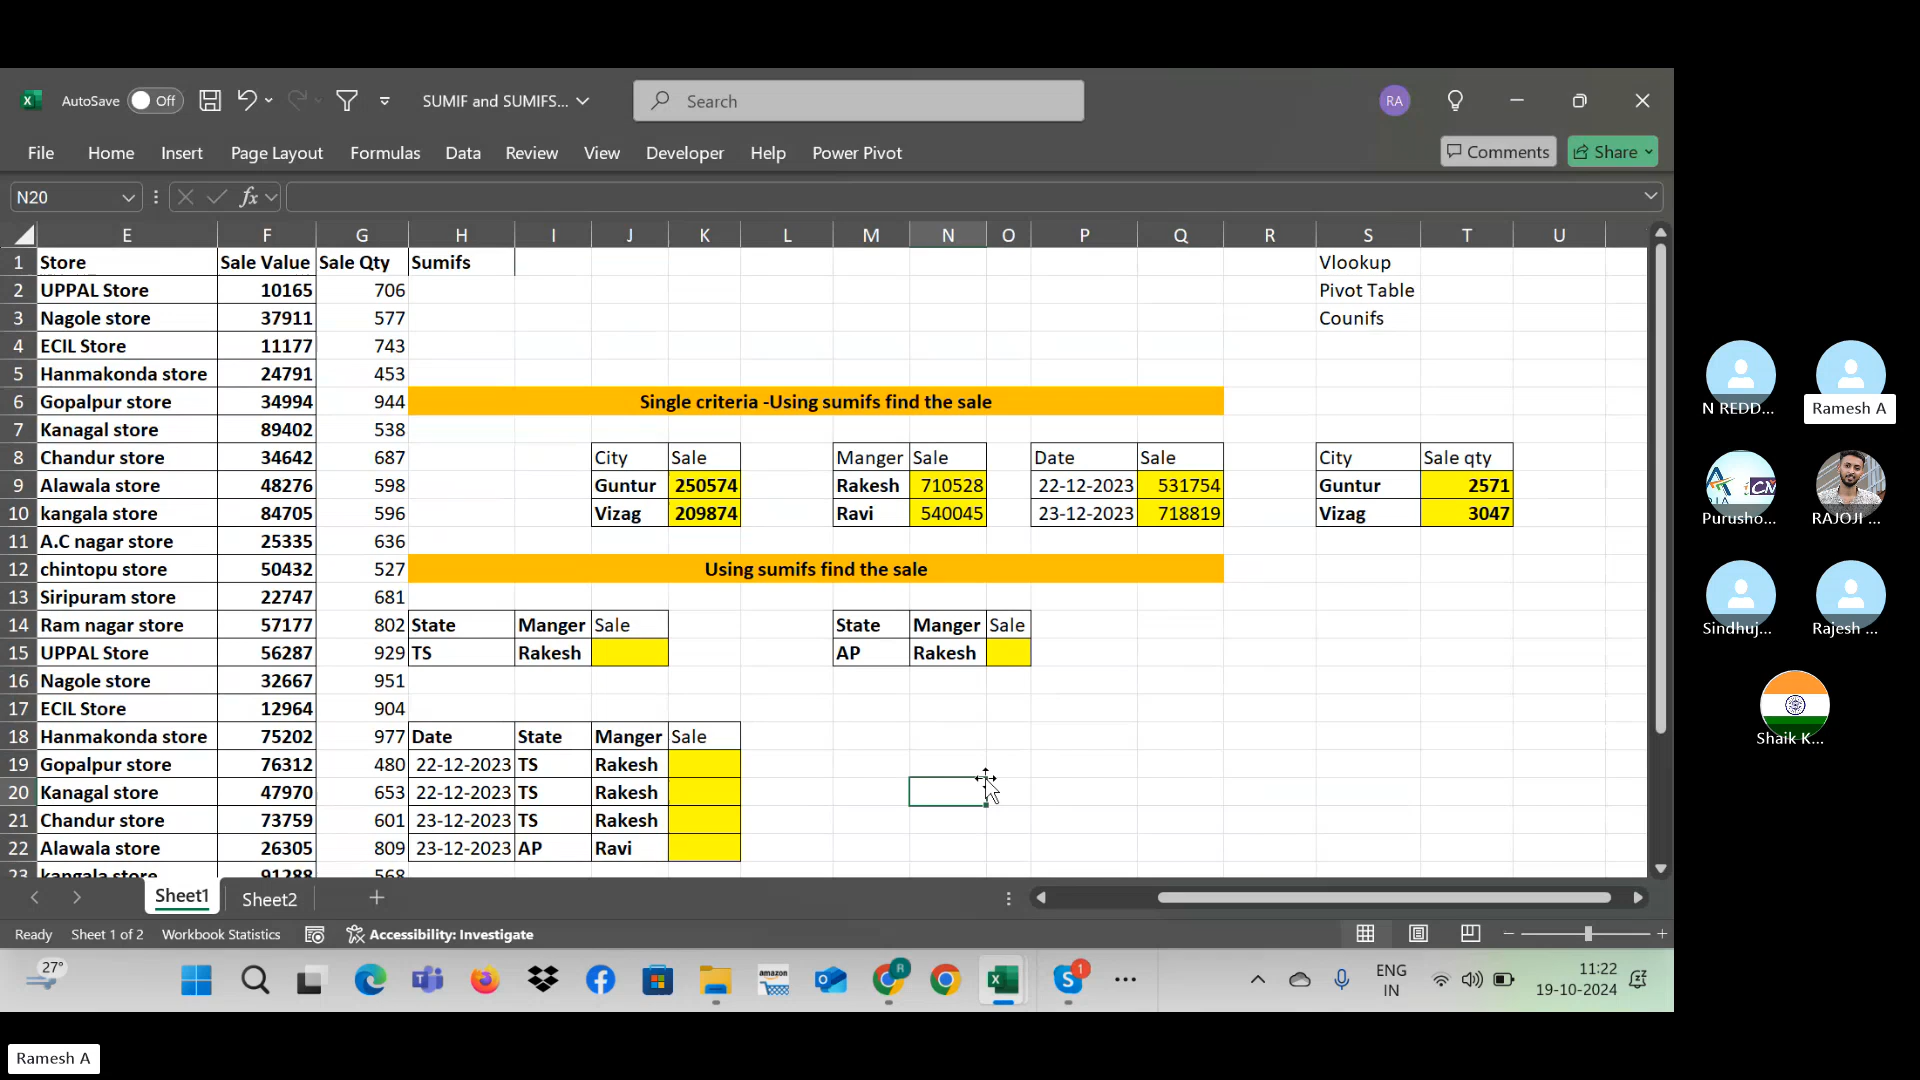 AutoSave Off SUMIF and SUMIFS... Search RA
File Home Insert Page Layout Formulas Data Review View Developer Help Power Pivot Comments Share
N20 fx
E F G H I J K L M N O P Q R S T U
1 Store Sale Value Sale Qty Sumifs Vlookup
2 UPPAL Store 10165 706 Pivot Table
3 Nagole store 37911 577 Counifs
4 ECIL Store 11177 743
5 Hanmakonda store 24791 453
6 Gopalpur store 34994 944 Single criteria -Using sumifs find the sale
7 Kanagal store 89402 538
8 Chandur store 34642 687 City Sale Manger Sale Date Sale City Sale qty
9 Alawala store 48276 598 Guntur 250574 Rakesh 710528 22-12-2023 531754 Guntur 2571
10 kangala store 84705 596 Vizag 209874 Ravi 540045 23-12-2023 718819 Vizag 3047
11 A.C nagar store 25335 636
12 chintopu store 50432 527 Using sumifs find the sale
13 Siripuram store 22747 681
14 Ram nagar store 57177 802 State Manger Sale State Manger Sale
15 UPPAL Store 56287 929 TS Rakesh AP Rakesh
16 Nagole store 32667 951
17 ECIL Store 12964 904
18 Hanmakonda store 75202 977 Date State Manger Sale
19 Gopalpur store 76312 480 22-12-2023 TS Rakesh
20 Kanagal store 47970 653 22-12-2023 TS Rakesh
21 Chandur store 73759 601 23-12-2023 TS Rakesh
22 Alawala store 26305 809 23-12-2023 AP Ravi
23 kangala store 91288 568
Sheet1 Sheet2
Ready Sheet 1 of 2 Workbook Statistics Accessibility: Investigate
27° amazon R 1 ENG IN 11:22 19-10-2024
N REDD... Ramesh A
Purusho... RAJOJI ...
Sindhuj... Rajesh ...
Shaik K...
Ramesh A